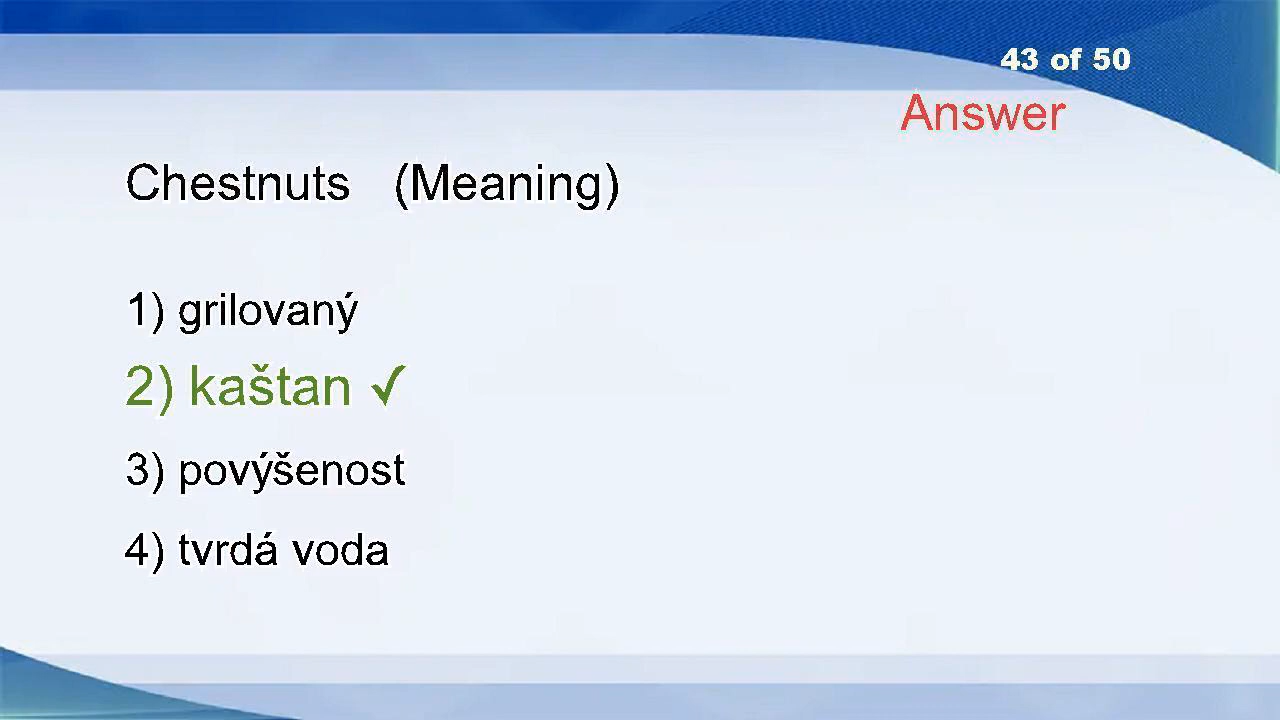 43 of 50
Answer
Chestnuts (Meaning)
1) grilovaný
2) kaštan ✓
3) povýšenost
4) tvrdá voda